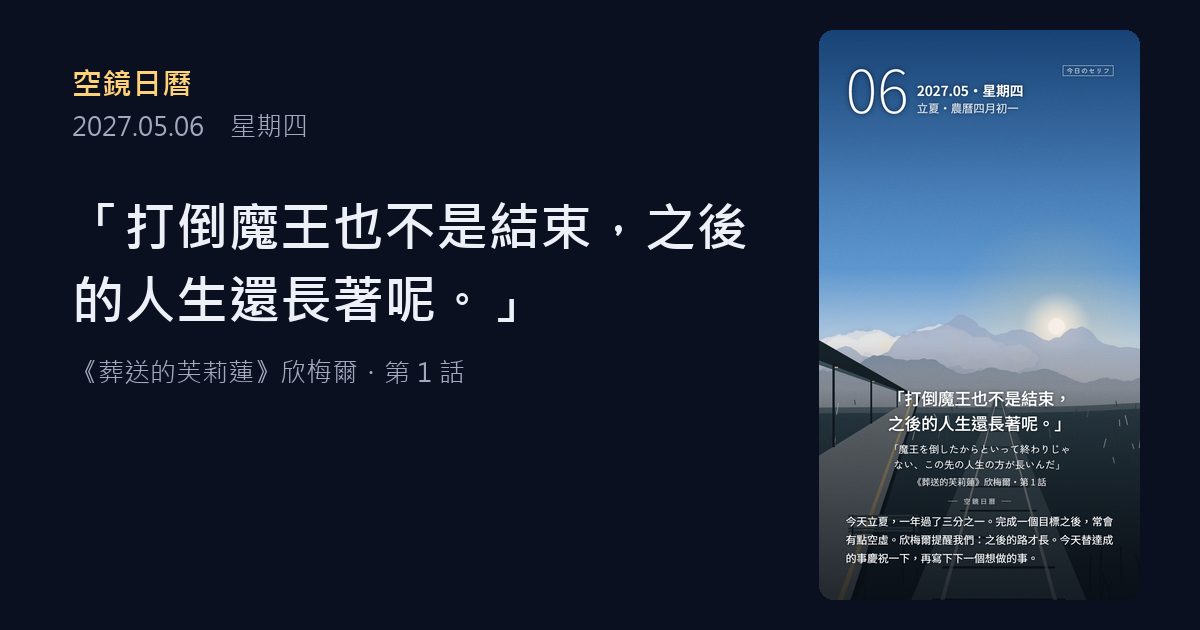 空鏡日曆
2027.05.06 星期四
「打倒魔王也不是結束，之後
的人生還長著呢。」
《葬送的芙莉蓮》欣梅爾・第 1 話
06
2027.05・星期四
立夏・農曆四月初一
今日のセリフ
「打倒魔王也不是結束，
之後的人生還長著呢。」
「魔王を倒したからといって終わりじゃ
ない、この先の人生の方が長いんだ」
《葬送的芙莉蓮》欣梅爾・第 1 話
— 空鏡日曆 —
今天立夏，一年過了三分之一。完成一個目標之後，常會
有點空虛。欣梅爾提醒我們：之後的路才長。今天替達成
的事慶祝一下，再寫下下一個想做的事。